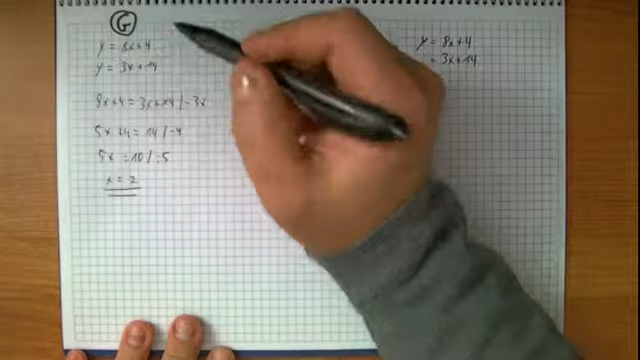 G
y = 8x+4
y = 3x+14
8x+4 = 3x+14 | -3x
5x+4 = 14 | -4
5x = 10 | :5
x = 2
y = 8x+4
= 3x+14